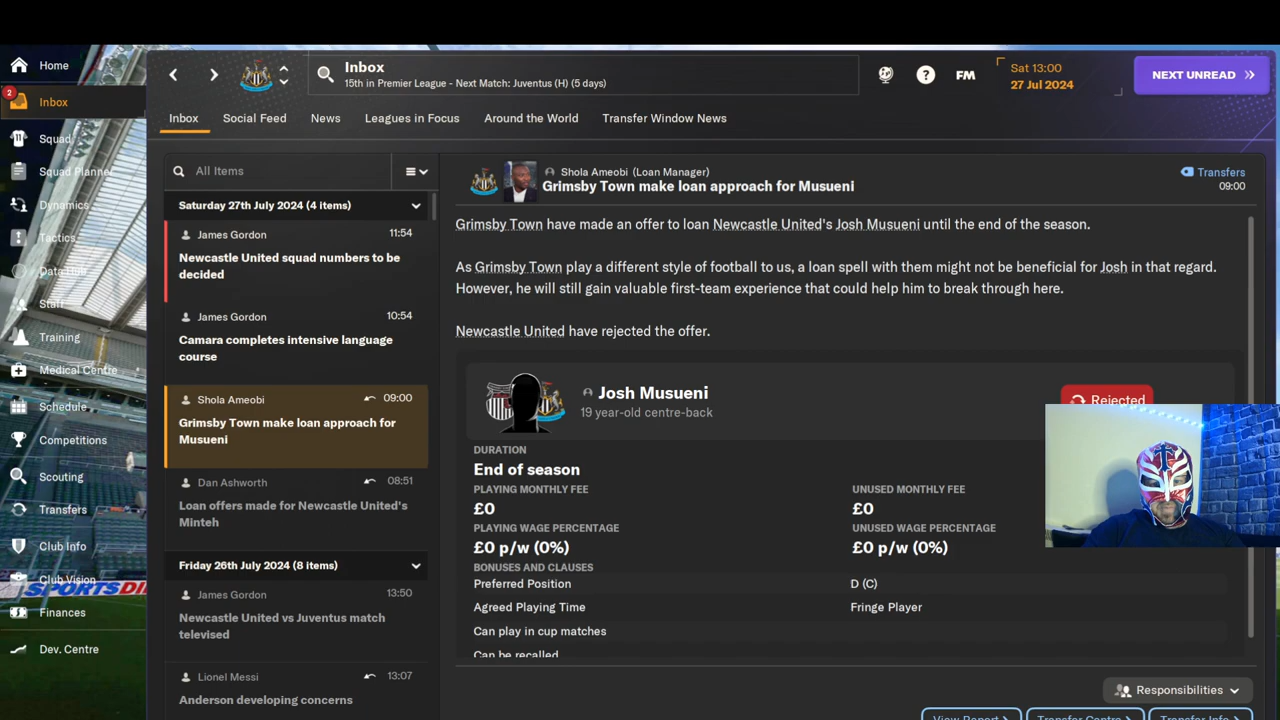 Home
2
Inbox
Squad
Squad Planner
Dynamics
Tactics
Data Hub
Staff
Training
Medical Centre
Schedule
Competitions
Scouting
Transfers
Club Info
Club Vision
SPORTS DI
Finances
Dev. Centre
Inbox
15th in Premier League - Next Match: Juventus (H) (5 days)
FM
Sat 13:00
27 Jul 2024
NEXT UNREAD
Inbox Social Feed News Leagues in Focus Around the World Transfer Window News
All Items
Saturday 27th July 2024 (4 items)
James Gordon 11:54
Newcastle United squad numbers to be
decided
James Gordon 10:54
Camara completes intensive language
course
Shola Ameobi 09:00
Grimsby Town make loan approach for
Musueni
Dan Ashworth 08:51
Loan offers made for Newcastle United's
Minteh
Friday 26th July 2024 (8 items)
James Gordon 13:50
Newcastle United vs Juventus match
televised
Lionel Messi 13:07
Anderson developing concerns
Shola Ameobi (Loan Manager)
Grimsby Town make loan approach for Musueni
Transfers
09:00
Grimsby Town have made an offer to loan Newcastle United's Josh Musueni until the end of the season.
As Grimsby Town play a different style of football to us, a loan spell with them might not be beneficial for Josh in that regard.
However, he will still gain valuable first-team experience that could help him to break through here.
Newcastle United have rejected the offer.
Josh Musueni
19 year-old centre-back
Rejected
DURATION
End of season
PLAYING MONTHLY FEE UNUSED MONTHLY FEE
£0 £0
PLAYING WAGE PERCENTAGE UNUSED WAGE PERCENTAGE
£0 p/w (0%) £0 p/w (0%)
BONUSES AND CLAUSES
Preferred Position D (C)
Agreed Playing Time Fringe Player
Can play in cup matches
Can be recalled
Responsibilities
View Report Transfer Centre Transfer Info